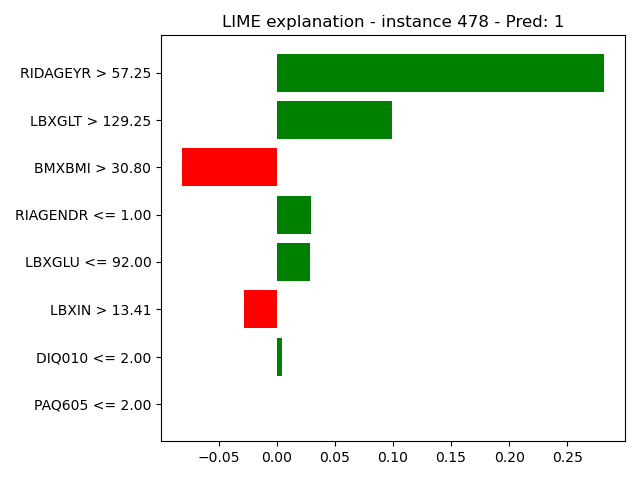 LIME explanation - instance 478 - Pred: 1
RIDAGEYR > 57.25
LBXGLT > 129.25
BMXBMI > 30.80
RIAGENDR <= 1.00
LBXGLU <= 92.00
LBXIN > 13.41
DIQ010 <= 2.00
PAQ605 <= 2.00
−0.05 0.00 0.05 0.10 0.15 0.20 0.25